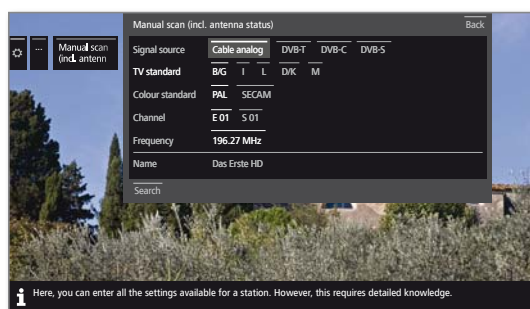 Manual scan (incl. antenna status) Back
... Manual scan
(incl. antenn
Signal source Cable analog DVB-T DVB-C DVB-S
TV standard B/G I L D/K M
Colour standard PAL SECAM
Channel E 01 S 01
Frequency 196.27 MHz
Name Das Erste HD
Search
Here, you can enter all the settings available for a station. However, this requires detailed knowledge.